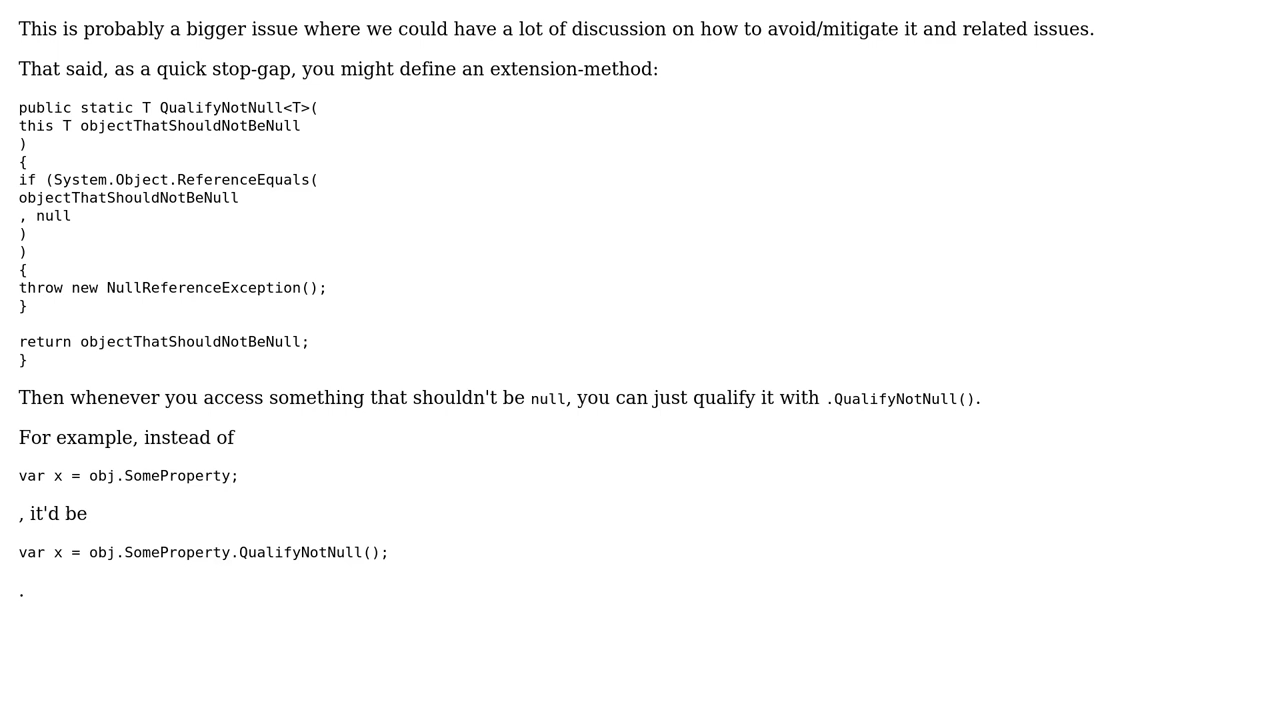 This is probably a bigger issue where we could have a lot of discussion on how to avoid/mitigate it and related issues.
That said, as a quick stop-gap, you might define an extension-method:
public static T QualifyNotNull<T>(
this T objectThatShouldNotBeNull
)
{
if (System.Object.ReferenceEquals(
objectThatShouldNotBeNull
, null
)
)
{
throw new NullReferenceException();
}
return objectThatShouldNotBeNull;
}
Then whenever you access something that shouldn't be null, you can just qualify it with .QualifyNotNull().
For example, instead of
var x = obj.SomeProperty;
, it'd be
var x = obj.SomeProperty.QualifyNotNull();
.